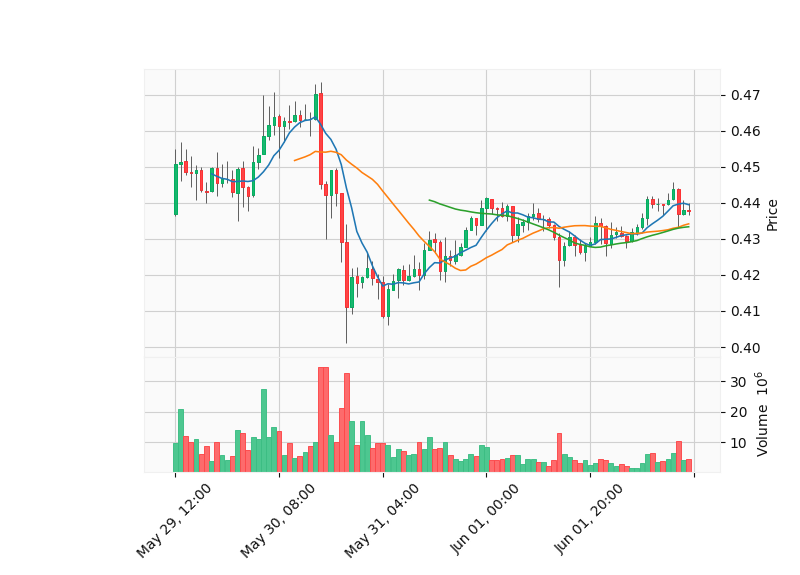 0.47
0.46
0.45
0.44
0.43
0.42
0.41
0.40
Price
30
20
10
Volume 10⁶
May 29, 12:00
May 30, 08:00
May 31, 04:00
Jun 01, 00:00
Jun 01, 20:00